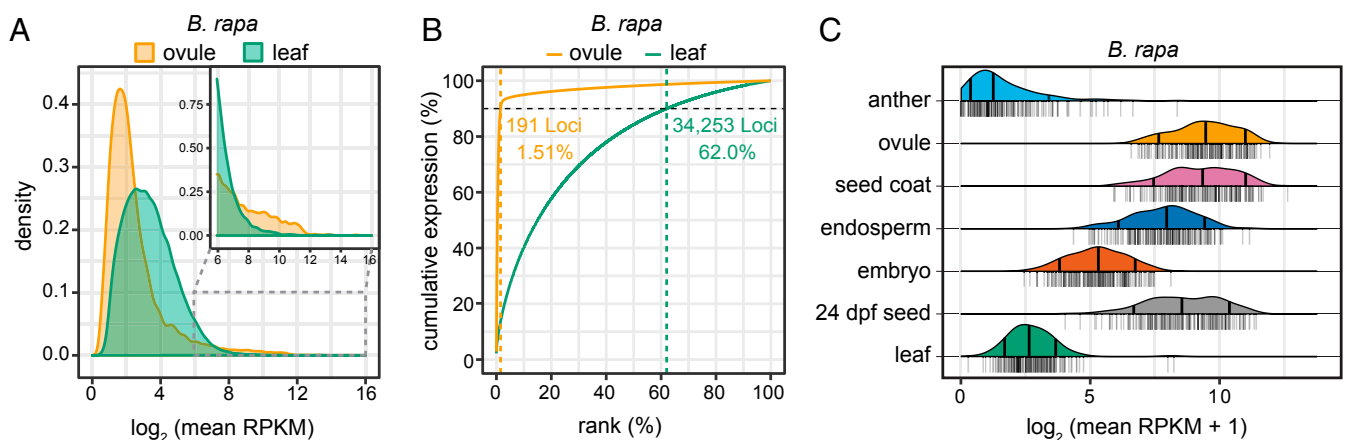 A
B. rapa
ovule leaf
density
0.4
0.3
0.2
0.1
0.0
0.75
0.50
0.25
0.00
6 8 10 12 14 16
0 4 8 12 16
log2 (mean RPKM)
B
B. rapa
ovule leaf
cumulative expression (%)
100
80
60
40
20
0
191 Loci
1.51%
34,253 Loci
62.0%
0 20 40 60 80 100
rank (%)
C
B. rapa
anther
ovule
seed coat
endosperm
embryo
24 dpf seed
leaf
0 5 10
log2 (mean RPKM + 1)